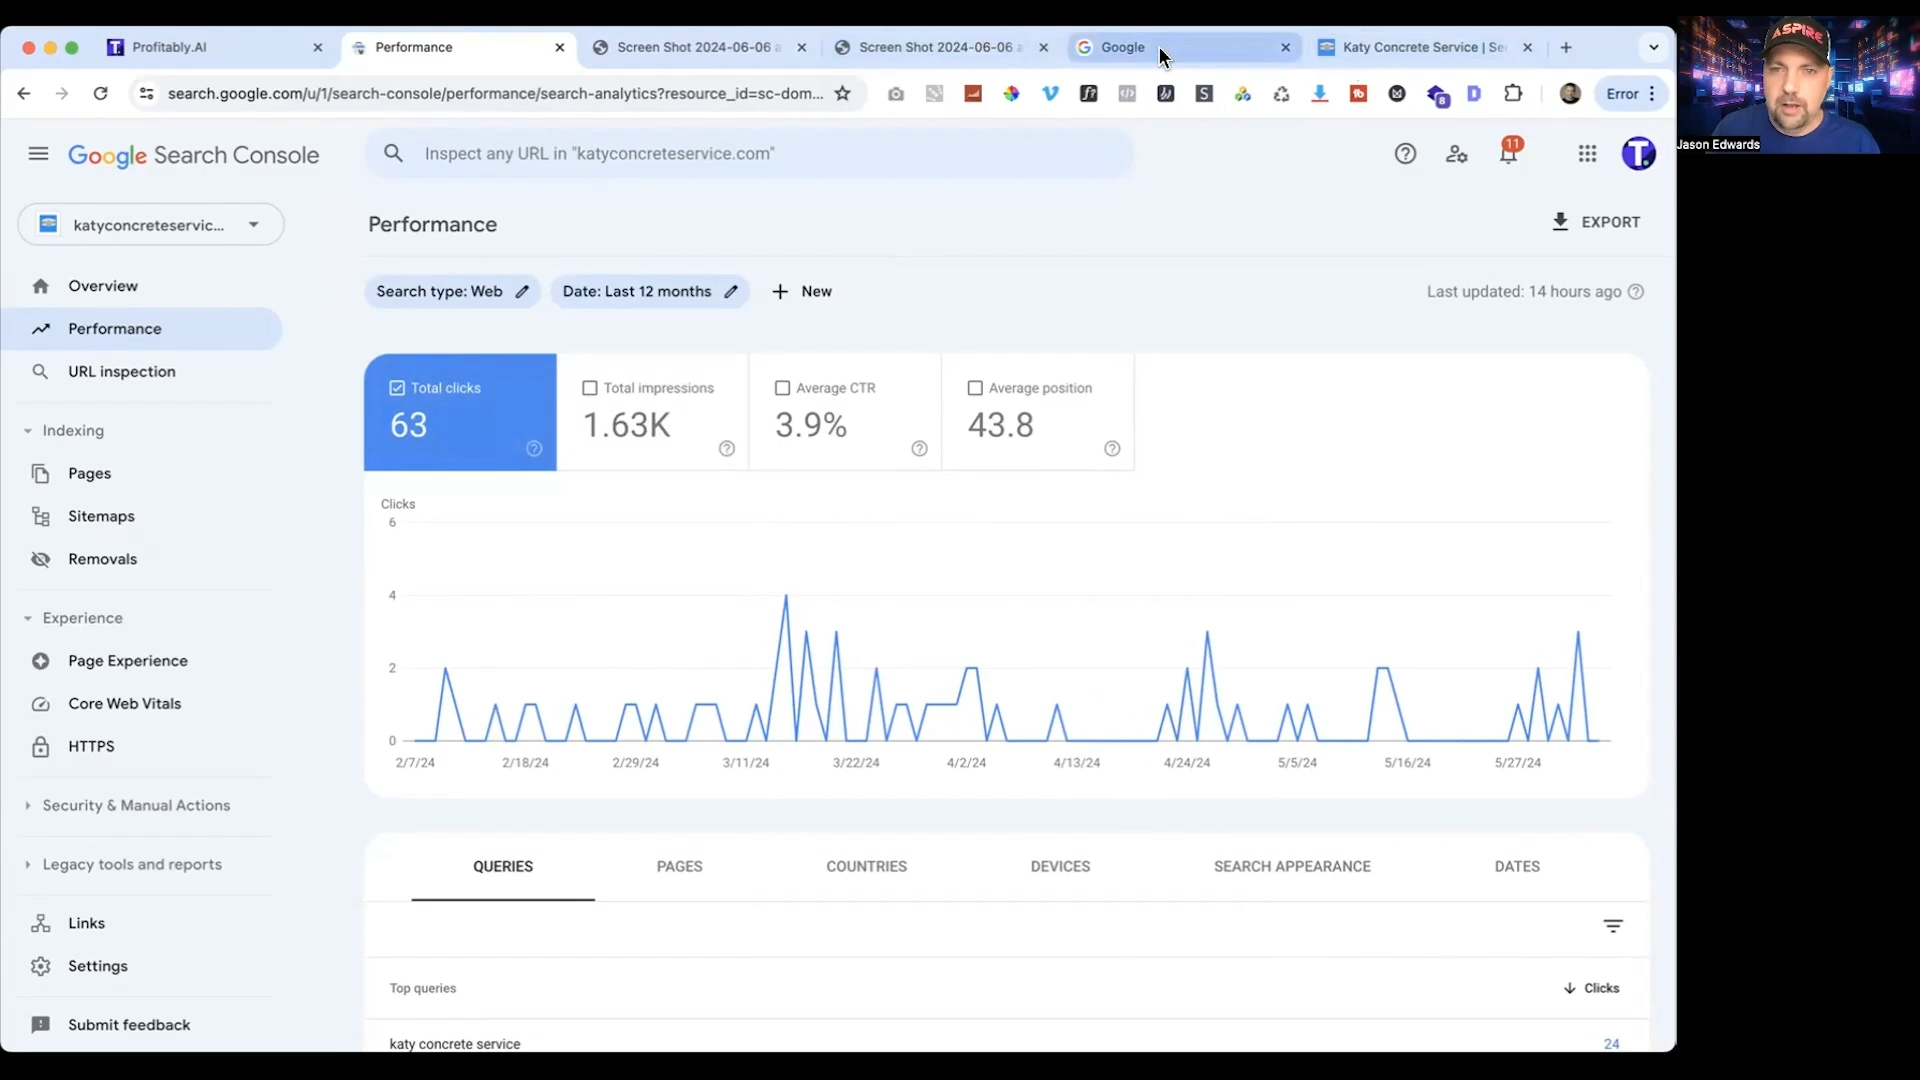 Profitably.AI
Performance
Screen Shot 2024-06-06 a
Screen Shot 2024-06-06 a
Google
Katy Concrete Service | Se
search.google.com/u/1/search-console/performance/search-analytics?resource_id=sc-dom...
8
Error
ASPIRE
Jason Edwards
Google Search Console
Inspect any URL in "katyconcreteservice.com"
11
T
katyconcreteservic...
Overview
Performance
URL inspection
Indexing
Pages
Sitemaps
Removals
Experience
Page Experience
Core Web Vitals
HTTPS
Security & Manual Actions
Legacy tools and reports
Links
Settings
Submit feedback
Performance
EXPORT
Search type: Web
Date: Last 12 months
New
Last updated: 14 hours ago
Total clicks
63
Total impressions
1.63K
Average CTR
3.9%
Average position
43.8
Clicks
6
4
2
0
2/7/24 2/18/24 2/29/24 3/11/24 3/22/24 4/2/24 4/13/24 4/24/24 5/5/24 5/16/24 5/27/24
QUERIES PAGES COUNTRIES DEVICES SEARCH APPEARANCE DATES
Top queries Clicks
katy concrete service 24